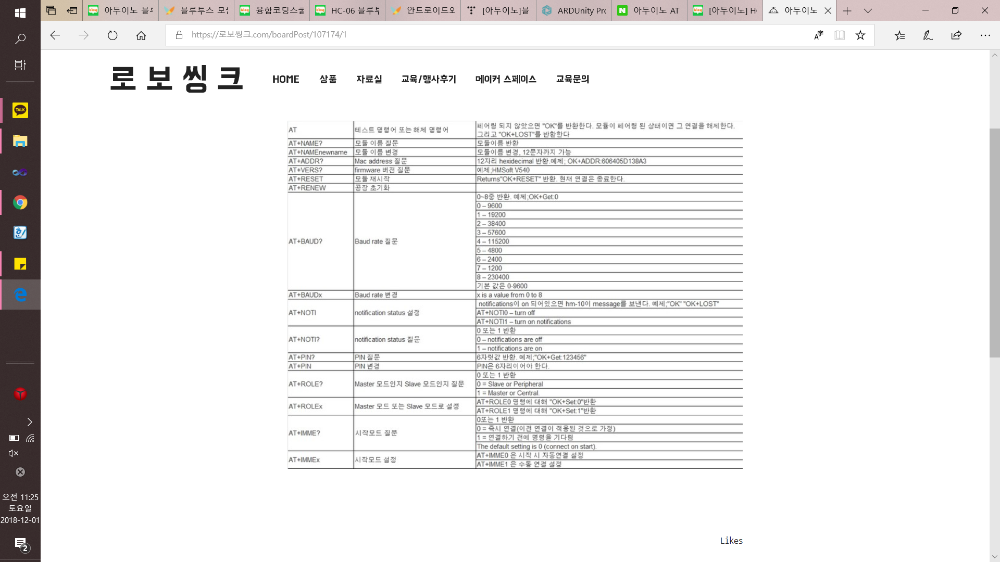 아두이노 블루
블루투스 모듈
융합코딩스쿨
HC-06 블루투
안드로이드오
[아두이노]블
ARDUnity Pro
아두이노 AT
[아두이노] H
아두이노
https://로보씽크.com/boardPost/107174/1
로보씽크
HOME 상품 자료실 교육/행사후기 메이커 스페이스 교육문의
AT 테스트 명령어 또는 해제 명령어 페어링 되지 않았으면 "OK"를 반환한다. 모듈이 페어링 된 상태이면 그 연결을 해제한다.
그리고 "OK+LOST"를 반환한다
AT+NAME? 모듈 이름 질문 모듈이름 반환
AT+NAMEnewname 모듈 이름 변경 모듈이름 변경, 12문자까지 가능
AT+ADDR? Mac address 질문 12자리 hexidecimal 반환.예제; OK+ADDR:606405D138A3
AT+VERS? firmware 버전 질문 예제;HMSoft V540
AT+RESET 모듈 재시작 Returns"OK+RESET" 반환. 현재 연결은 종료한다.
AT+RENEW 공장 초기화
AT+BAUD? Baud rate 질문 0~8중 반환. 예제;OK+Get:0
0 – 9600
1 – 19200
2 – 38400
3 – 57600
4 – 115200
5 – 4800
6 – 2400
7 – 1200
8 – 230400
기본 값은 0-9600
AT+BAUDx Baud rate 변경 x is a value from 0 to 8
AT+NOTI notification status 설정 notifications이 on 되어있으면 hm-10이 message를 보낸다. 예제;"OK" "OK+LOST"
AT+NOTI0 – turn off
AT+NOTI1 – turn on notifications
AT+NOTI? notification status 질문 0 또는 1 반환
0 – notifications are off
1 – notifications are on
AT+PIN? PIN 질문 6자릿값 반환. 예제;"OK+Get:123456"
AT+PIN PIN 변경 PIN은 6자리이어야 한다.
AT+ROLE? Master 모드인지 Slave 모드인지 질문 0 또는 1 반환
0 = Slave or Peripheral
1 = Master or Central.
AT+ROLEx Master 모드 또는 Slave 모드로 설정 AT+ROLE0 명령에 대해 "OK+Set:0"반환
AT+ROLE1 명령에 대해 "OK+Set:1"반환
AT+IMME? 시작모드 질문 0또는 1 반환
0 = 즉시 연결(이전 연결이 적용된 것으로 가정)
1 = 연결하기 전에 명령을 기다림
The default setting is 0 (connect on start).
AT+IMMEx 시작모드 설정 AT+IMME0 은 시작 시 자동연결 설정
AT+IMME1 은 수동 연결 설정
Likes
TALK
오전 11:25
토요일
2018-12-01
2